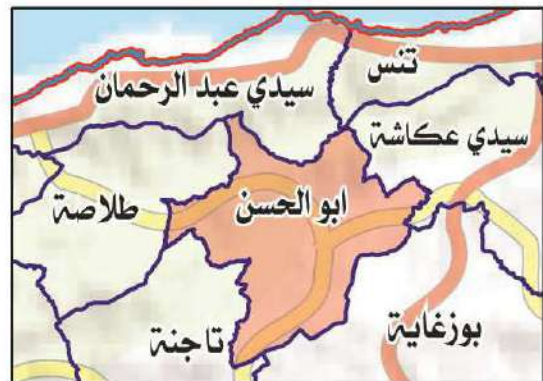 تنس
سيدي عبد الرحمان
سيدي عكاشة
ابو الحسن
طلاصة
تاجنة
بوزغاية